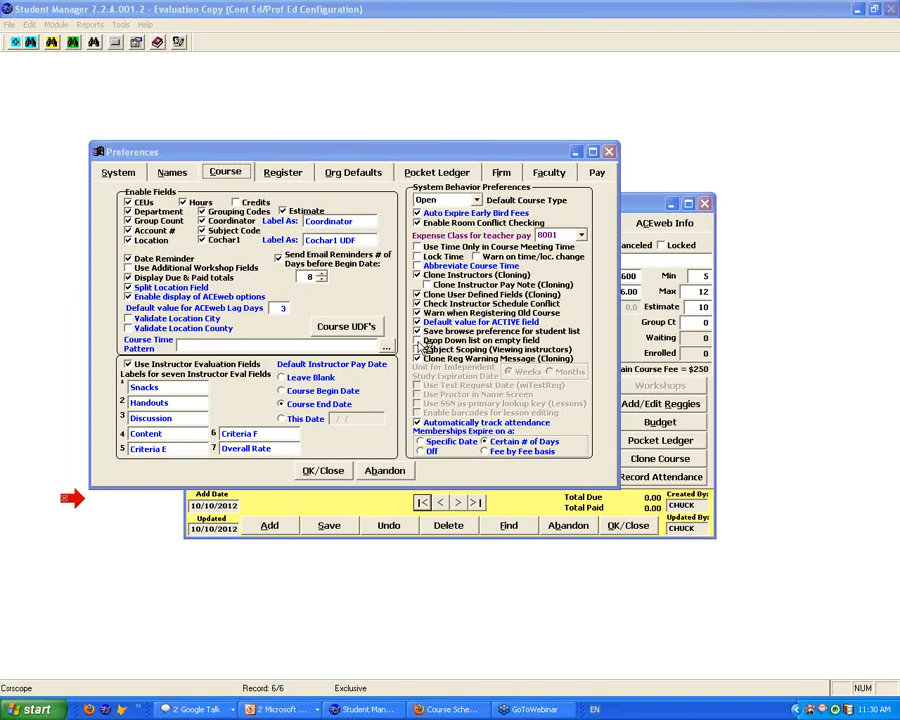 Student Manager 7.2.A.001.2 - Evaluation Copy (Cont Ed/Prof Ed Configuration)
File Edit Module Reports Tools Help
Preferences
System Names Course Register Org Defaults Pocket Ledger Firm Faculty Pay
Enable Fields
CEUs Hours Credits
Department Grouping Codes Estimate
Group Count Coordinator Label As: Coordinator
Account # Subject Code
Location Cochar1 Label As: Cochar1 UDF
Date Reminder
Use Additional Workshop Fields
Display Due & Paid totals
Split Location Field
Enable display of ACEweb options
Send Email Reminders # of
Days before Begin Date:
8
Default value for ACEweb Lag Days 3
Validate Location City
Validate Location County
Course UDF's
Course Time
Pattern ...
Use Instructor Evaluation Fields
Labels for seven Instructor Eval Fields
1 Snacks
2 Handouts
3 Discussion
4 Content
5 Criteria E
6 Criteria F
7 Overall Rate
Default Instructor Pay Date
Leave Blank
Course Begin Date
Course End Date
This Date / /
System Behavior Preferences
Open Default Course Type
Auto Expire Early Bird Fees
Enable Room Conflict Checking
Expense Class for teacher pay 8001
Use Time Only in Course Meeting Time
Lock Time Warn on time/loc. change
Abbreviate Course Time
Clone Instructors (Cloning)
Clone Instructor Pay Note (Cloning)
Clone User Defined Fields (Cloning)
Check Instructor Schedule Conflict
Warn when Registering Old Course
Default value for ACTIVE field
Save browse preference for student list
Drop Down list on empty field
Subject Scoping (Viewing instructors)
Clone Reg Warning Message (Cloning)
Unit for Independent
Study Expiration Date Weeks Months
Use Test Request Date (wiTestReq)
Use Proctor in Name Screen
Use SSN as primary lookup key (Lessons)
Enable barcodes for lesson editing
Automatically track attendance
Memberships Expire on a:
Specific Date Certain # of Days
Off Fee by Fee basis
OK/Close Abandon
ACEweb Info
anceled Locked
600 Min 5
6.00 Max 12
Estimate 10
0.0 Group Ct 0
Waiting 0
Enrolled 0
ain Course Fee = $250
Workshops
Add/Edit Reggies
Budget
Pocket Ledger
Clone Course
Record Attendance
Add Date
10/10/2012
Updated
10/10/2012
|< < > >|
Total Due 0.00
Total Paid 0.00
Created By:
CHUCK
Updated By:
CHUCK
Add Save Undo Delete Find Abandon OK/Close
Csrscope Record: 6/6 Exclusive NUM
start 2 Google Talk 2 Microsoft ... Student Man... Course Sche... GoToWebinar EN 11:30 AM